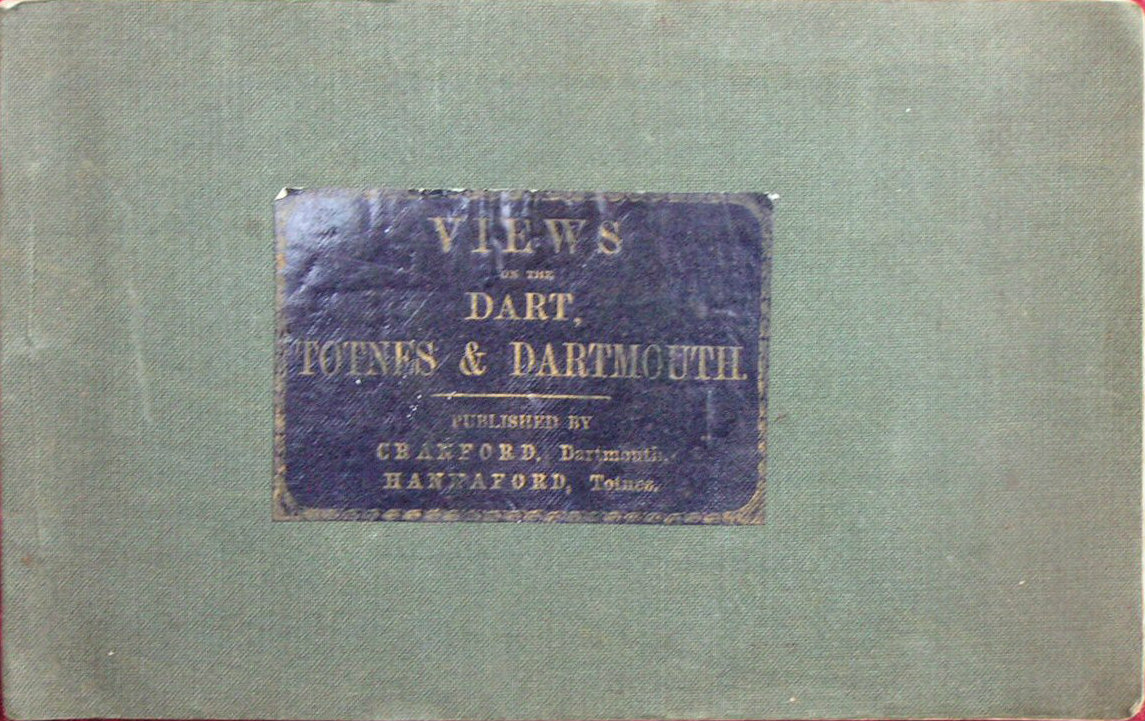 VIEWS
ON THE
DART,
TOTNES & DARTMOUTH.
PUBLISHED BY
CRANFORD, Dartmouth.
HANNAFORD, Totnes.